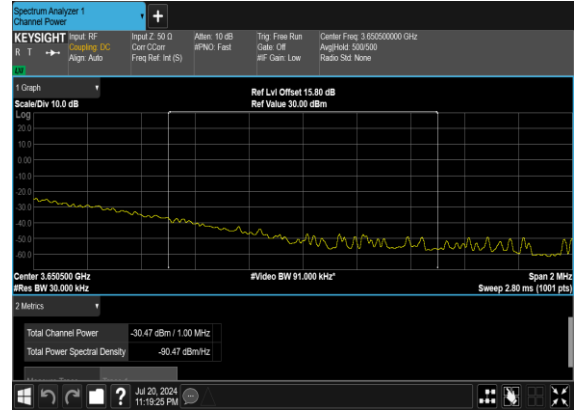 Spectrum Analyzer 1
Channel Power
+
KEYSIGHT Input: RF Input Z: 50 Ω Atten: 10 dB Trig: Free Run Center Freq: 3.650500000 GHz
R T Coupling: DC Corr CCorr #PNO: Fast Gate: Off Avg|Hold: 500/500
Align: Auto Freq Ref: Int (S) #IF Gain: Low Radio Std: None
1 Graph
Ref Lvl Offset 15.80 dB
Scale/Div 10.0 dB Ref Value 30.00 dBm
Log
20.0
10.0
0.00
-10.0
-20.0
-30.0
-40.0
-50.0
-60.0
Center 3.650500 GHz #Video BW 91.000 kHz* Span 2 MHz
#Res BW 30.000 kHz Sweep 2.80 ms (1001 pts)
2 Metrics
Total Channel Power -30.47 dBm / 1.00 MHz
Total Power Spectral Density -90.47 dBm/Hz
?
Jul 20, 2024
11:19:25 PM